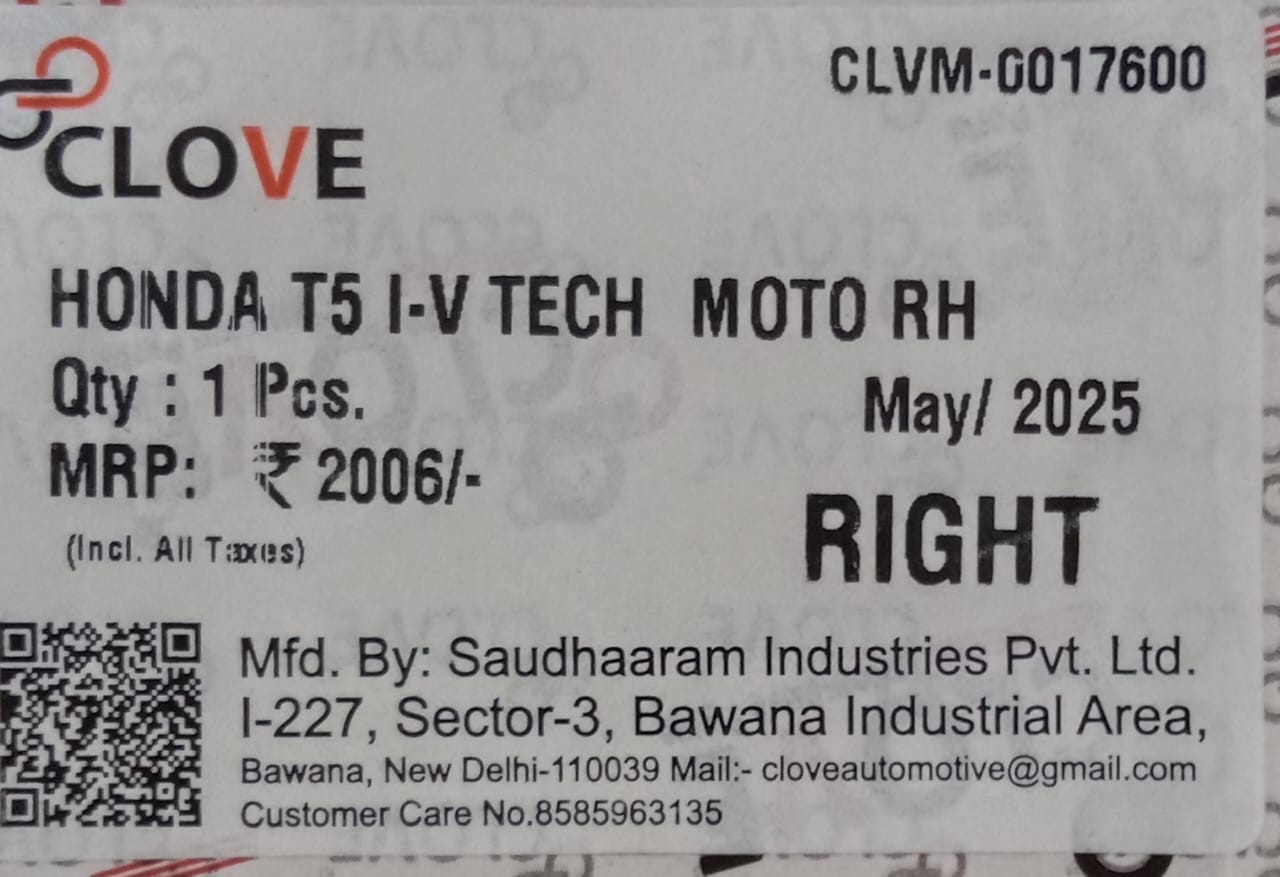 CLVM-G017600
CLOVE
HONDA T5 I-V TECH MOTO RH
Qty : 1 Pcs.
May/ 2025
MRP: ₹ 2006/-
(Incl. All Taxes)
RIGHT
Mfd. By: Saudhaaram Industries Pvt. Ltd.
I-227, Sector-3, Bawana Industrial Area,
Bawana, New Delhi-110039 Mail:- cloveautomotive@gmail.com
Customer Care No.8585963135